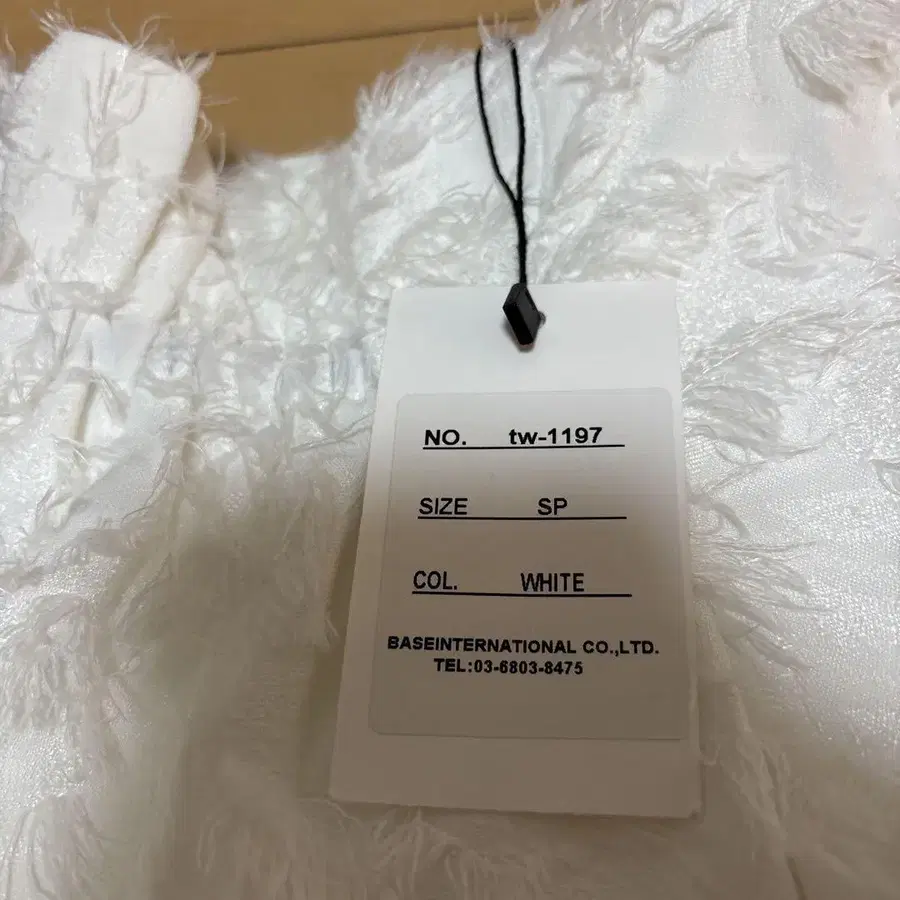 NO. tw-1197
SIZE SP
COL. WHITE
BASEINTERNATIONAL CO.,LTD.
TEL:03-6803-8475